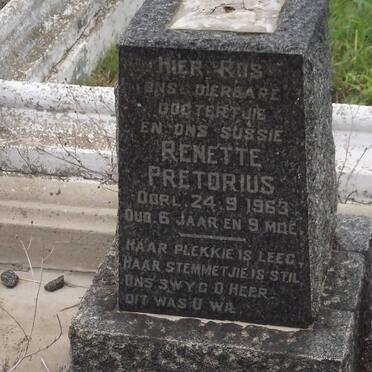 HIER RUS
ONS DIERBARE
DOGTERTJIE
EN ONS SUSSIE
RENETTE
PRETORIUS
OORL. 24.9.1963
OUD. 6 JAAR EN 9 MDE.
HAAR PLEKKIE IS LEEG,
HAAR STEMMETJIE IS STIL
ONS SWYG O HEER
DIT WAS U WIL